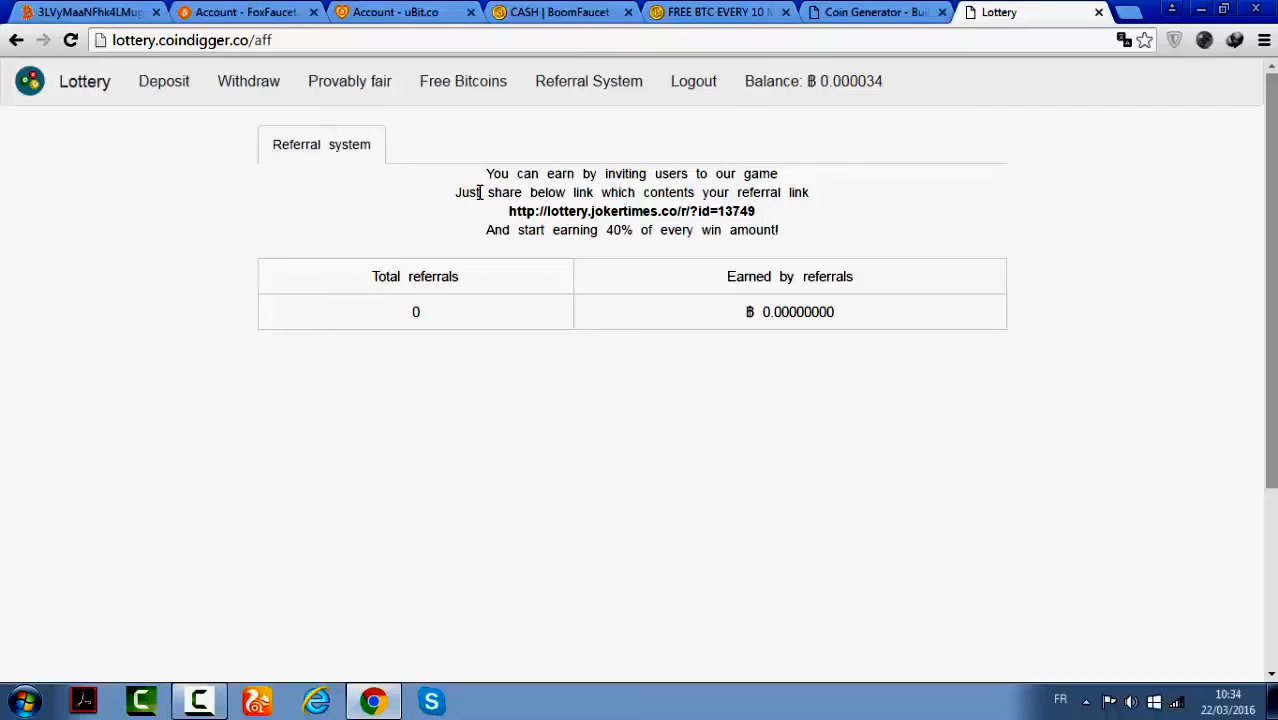 3LVyMaaNFhk4LMu
Account - FoxFaucet
Account - uBit.co
CASH | BoomFaucet
FREE BTC EVERY 10 M
Coin Generator - Bui
Lottery
lottery.coindigger.co/aff
Lottery Deposit Withdraw Provably fair Free Bitcoins Referral System Logout Balance: ฿ 0.000034
Referral system
You can earn by inviting users to our game
Just share below link which contents your referral link
http://lottery.jokertimes.co/r/?id=13749
And start earning 40% of every win amount!
Total referrals Earned by referrals
0 ฿ 0.00000000
FR
10:34
22/03/2016